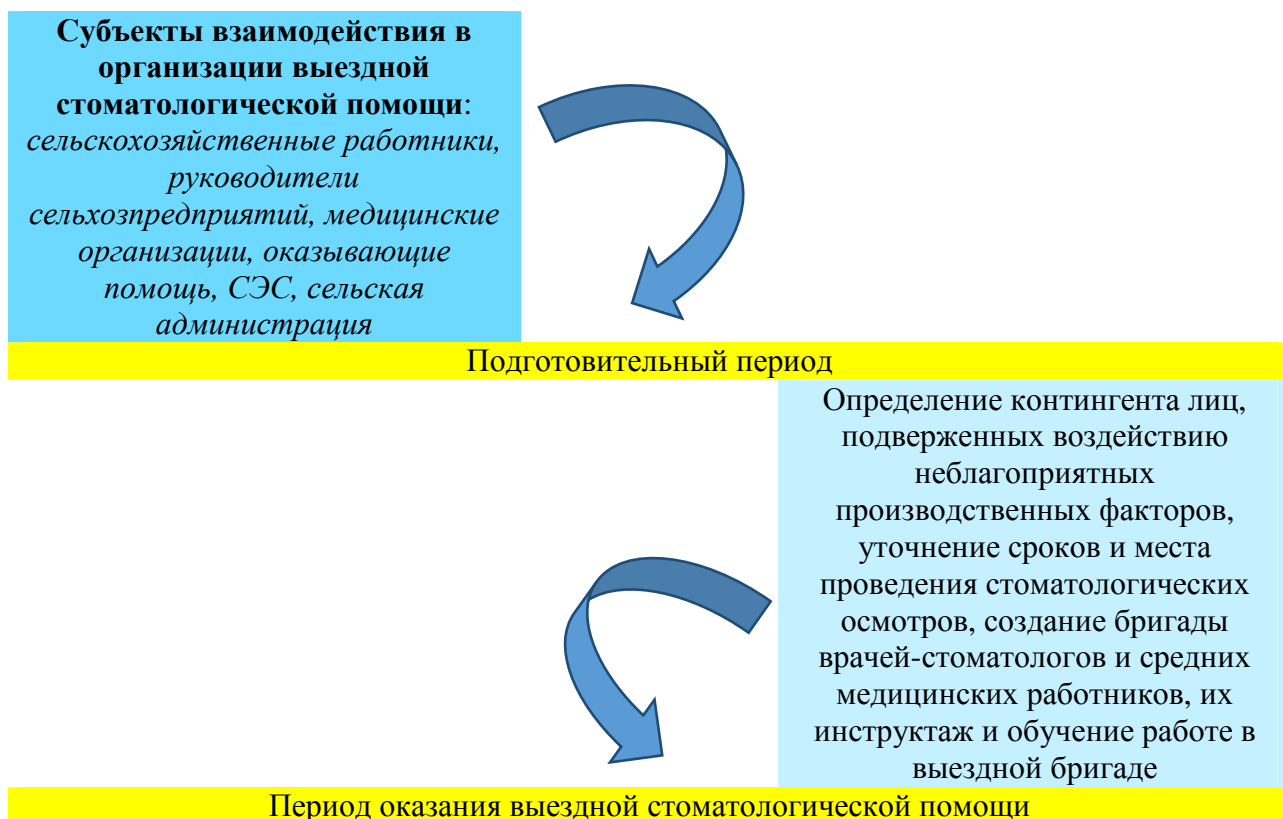 Субъекты взаимодействия в
организации выездной
стоматологической помощи:
сельскохозяйственные работники,
руководители
сельхозпредприятий, медицинские
организации, оказывающие
помощь, СЭС, сельская
администрация
Подготовительный период
Определение контингента лиц,
подверженных воздействию
неблагоприятных
производственных факторов,
уточнение сроков и места
проведения стоматологических
осмотров, создание бригады
врачей-стоматологов и средних
медицинских работников, их
инструктаж и обучение работе в
выездной бригаде
Период оказания выездной стоматологической помощи